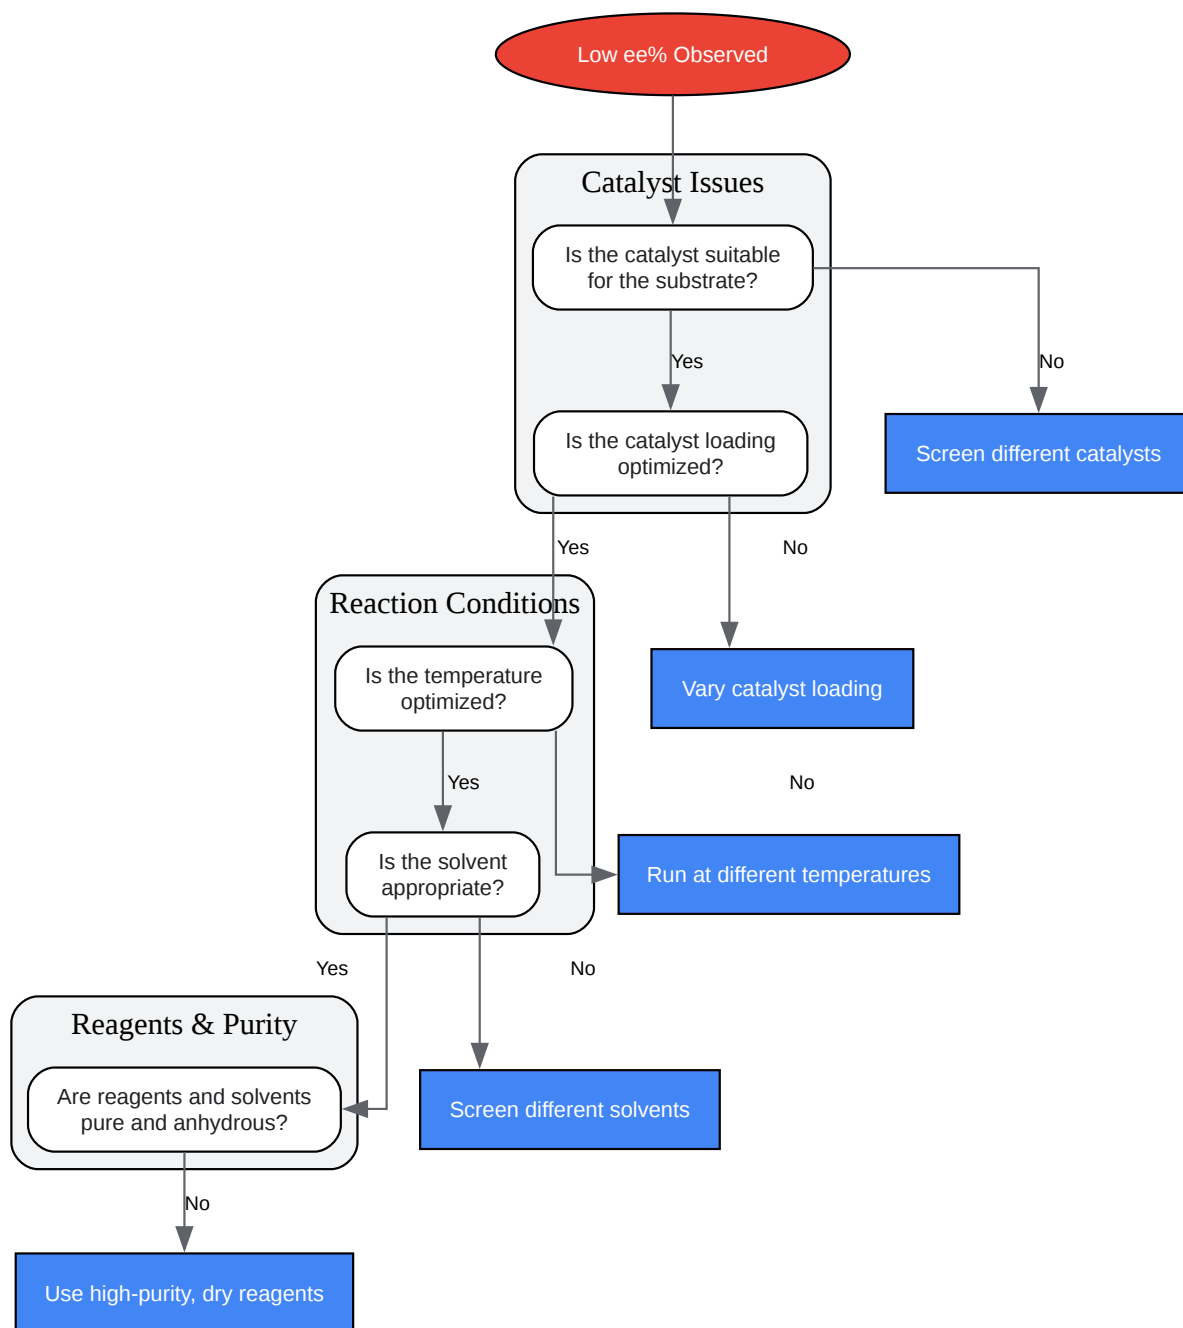 Low ee% Observed
Catalyst Issues
Is the catalyst suitable
for the substrate?
Yes
No
Is the catalyst loading
optimized?
Screen different catalysts
Yes
No
Reaction Conditions
Is the temperature
optimized?
Vary catalyst loading
Yes
No
Is the solvent
appropriate?
Run at different temperatures
Yes
No
Reagents & Purity
Are reagents and solvents
pure and anhydrous?
Screen different solvents
No
Use high-purity, dry reagents